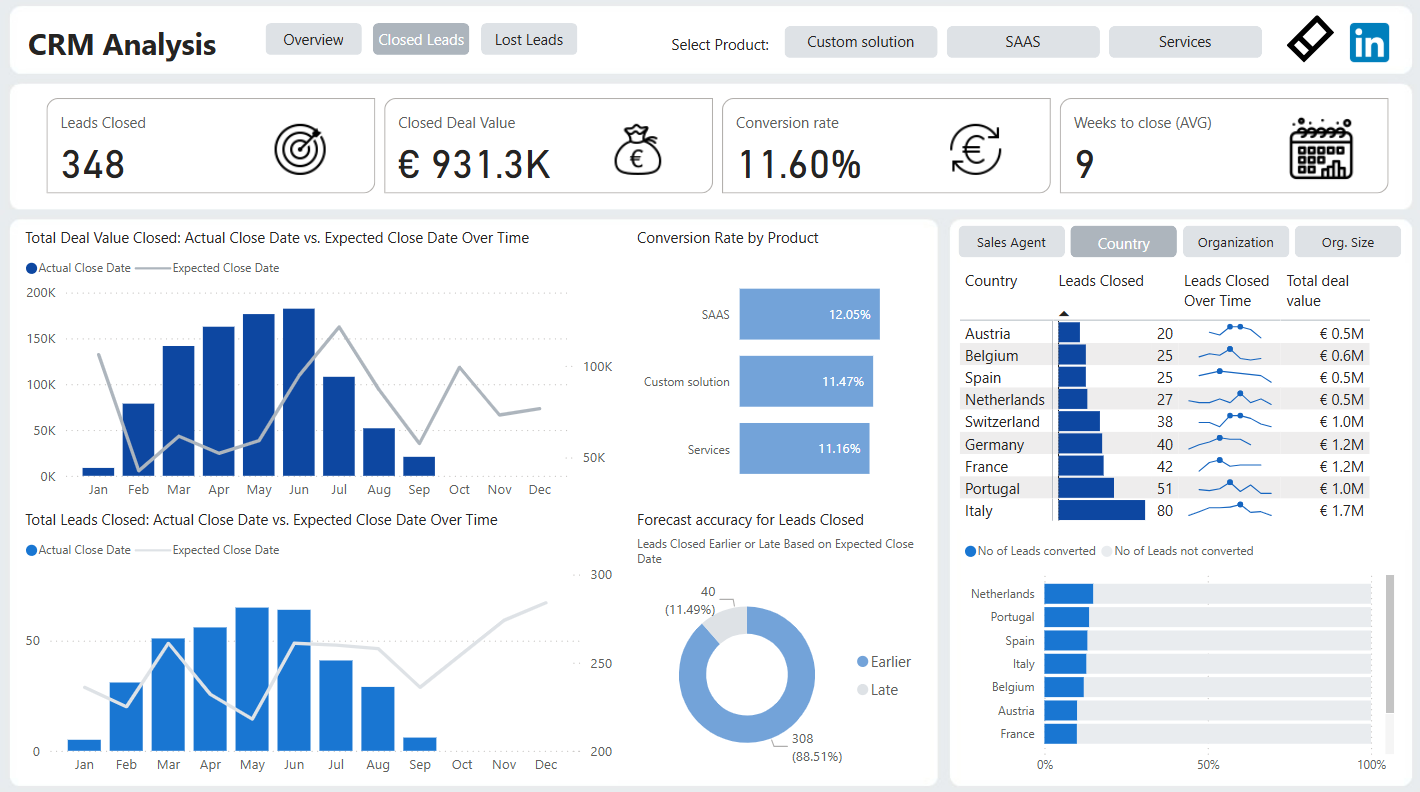 CRM Analysis
Overview
Closed Leads
Lost Leads
Select Product:
Custom solution
SAAS
Services
in
Leads Closed
348
Closed Deal Value
€ 931.3K
€
Conversion rate
11.60%
€
Weeks to close (AVG)
9
Total Deal Value Closed: Actual Close Date vs. Expected Close Date Over Time
Actual Close Date
Expected Close Date
200K
150K
100K
50K
0K
100K
50K
Jan Feb Mar Apr May Jun Jul Aug Sep Oct Nov Dec
Conversion Rate by Product
SAAS 12.05%
Custom solution 11.47%
Services 11.16%
Total Leads Closed: Actual Close Date vs. Expected Close Date Over Time
Actual Close Date
Expected Close Date
50
0
300
250
200
Jan Feb Mar Apr May Jun Jul Aug Sep Oct Nov Dec
Forecast accuracy for Leads Closed
Leads Closed Earlier or Late Based on Expected Close
Date
40
(11.49%)
308
(88.51%)
Earlier
Late
Sales Agent
Country
Organization
Org. Size
Country Leads Closed Leads Closed Total deal
Over Time value
Austria 20 € 0.5M
Belgium 25 € 0.6M
Spain 25 € 0.5M
Netherlands 27 € 0.5M
Switzerland 38 € 1.0M
Germany 40 € 1.2M
France 42 € 1.2M
Portugal 51 € 1.0M
Italy 80 € 1.7M
No of Leads converted
No of Leads not converted
Netherlands
Portugal
Spain
Italy
Belgium
Austria
France
0% 50% 100%